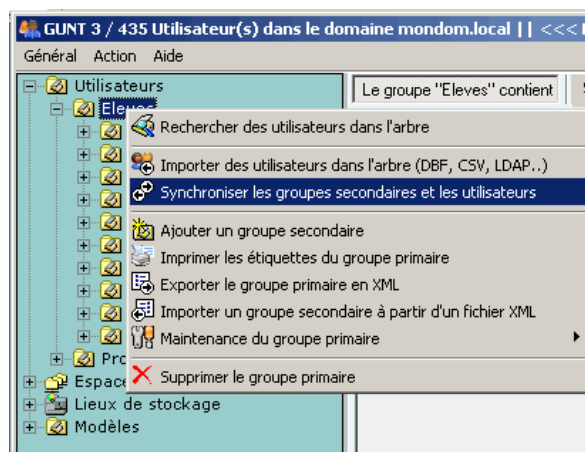 GUNT 3 / 435 Utilisateur(s) dans le domaine mondom.local || <<<
Général Action Aide
Utilisateurs
Le groupe "Eleves" contient
Eleves
Rechercher des utilisateurs dans l'arbre
Importer des utilisateurs dans l'arbre (DBF, CSV, LDAP..)
Synchroniser les groupes secondaires et les utilisateurs
Ajouter un groupe secondaire
Imprimer les étiquettes du groupe primaire
Exporter le groupe primaire en XML
Importer un groupe secondaire à partir d'un fichier XML
Maintenance du groupe primaire
Pro
Supprimer le groupe primaire
Espace
Lieux de stockage
Modèles